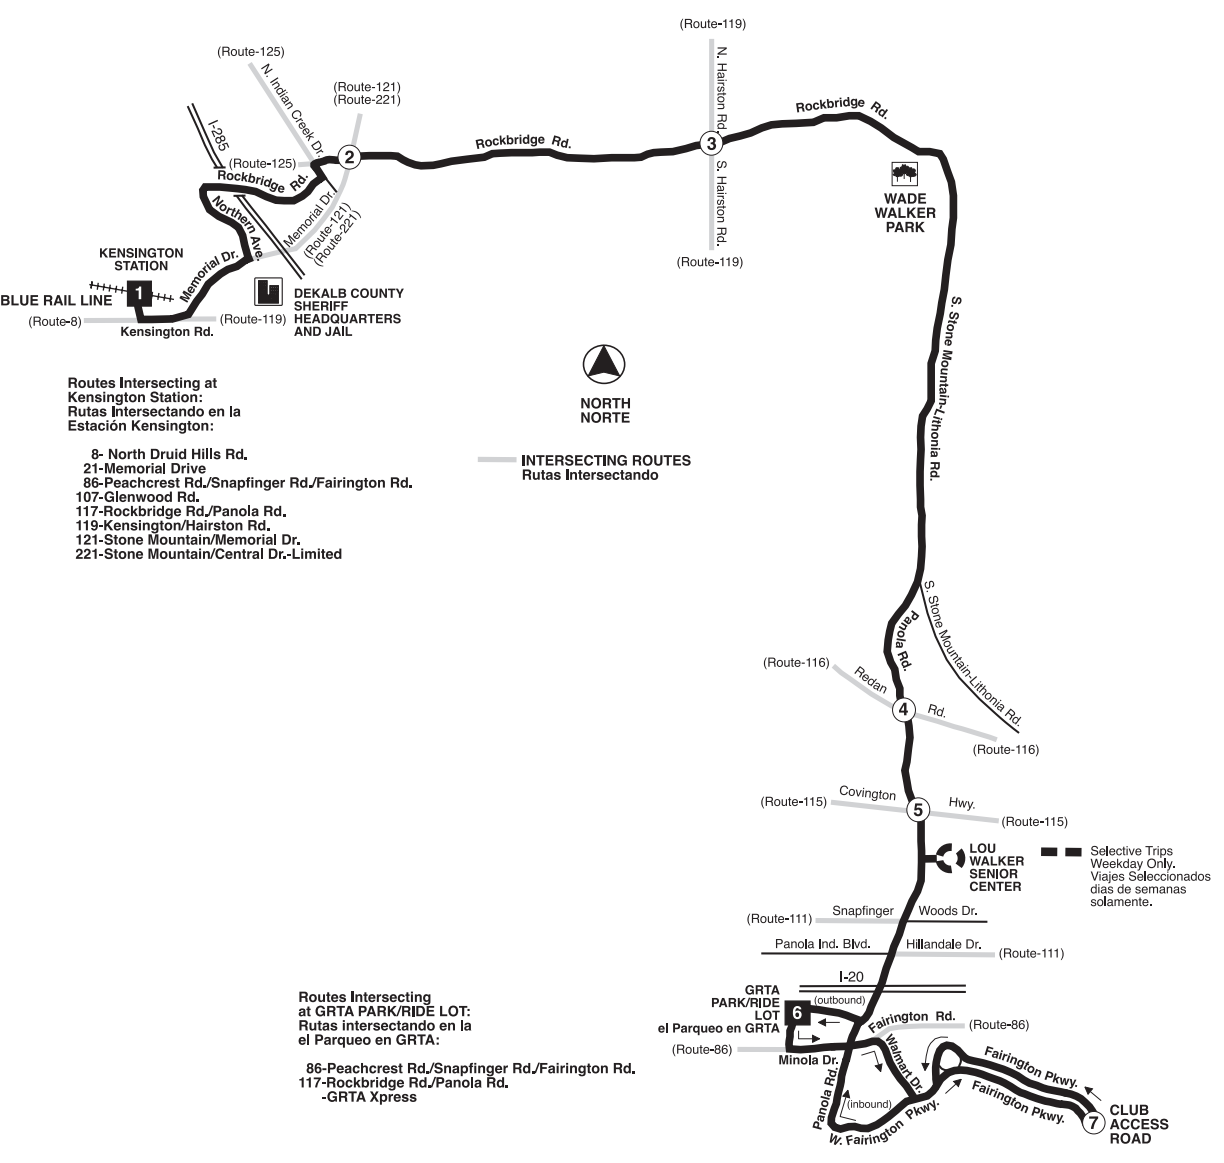 (Route-119)
(Route-125)
N. Indian Creek Dr.
(Route-121)
(Route-221)
I-285
(Route-125)
2
Rockbridge Rd.
Rockbridge Rd.
N. Hairston Rd.
3
S. Hairston Rd.
(Route-119)
Rockbridge Rd.
WADE
WALKER
PARK
Northern Ave.
Memorial Dr.
(Route-121)
(Route-221)
KENSINGTON
STATION
Memorial Dr.
1
BLUE RAIL LINE
(Route-8)
Kensington Rd.
(Route-119)
DEKALB COUNTY
SHERIFF
HEADQUARTERS
AND JAIL
S. Stone Mountain-Lithonia Rd.
NORTH
NORTE
Routes Intersecting at
Kensington Station:
Rutas Intersectando en la
Estación Kensington:
8- North Druid Hills Rd.
21-Memorial Drive
86-Peachcrest Rd./Snapfinger Rd./Fairington Rd.
107-Glenwood Rd.
117-Rockbridge Rd./Panola Rd.
119-Kensington/Hairston Rd.
121-Stone Mountain/Memorial Dr.
221-Stone Mountain/Central Dr.-Limited
INTERSECTING ROUTES
Rutas Intersectando
S. Stone Mountain-Lithonia Rd.
Panola Rd.
(Route-116)
Redan
4
Rd.
(Route-116)
(Route-115)
Covington
5
Hwy.
(Route-115)
LOU
WALKER
SENIOR
CENTER
Selective Trips
Weekday Only.
Viajes Seleccionados
dias de semanas
solamente.
(Route-111)
Snapfinger
Woods Dr.
Panola Ind. Blvd.
Hillandale Dr.
(Route-111)
I-20
GRTA
PARK/RIDE
LOT
el Parqueo en GRTA
6
(outbound)
Fairington Rd.
(Route-86)
(Route-86)
Minola Dr.
Walmart Dr.
Panola Rd.
(inbound)
W. Fairington Pkwy.
Fairington Pkwy.
Fairington Pkwy.
7
CLUB
ACCESS
ROAD
Routes Intersecting
at GRTA PARK/RIDE LOT:
Rutas intersectando en la
el Parqueo en GRTA:
86-Peachcrest Rd./Snapfinger Rd./Fairington Rd.
117-Rockbridge Rd./Panola Rd.
-GRTA Xpress